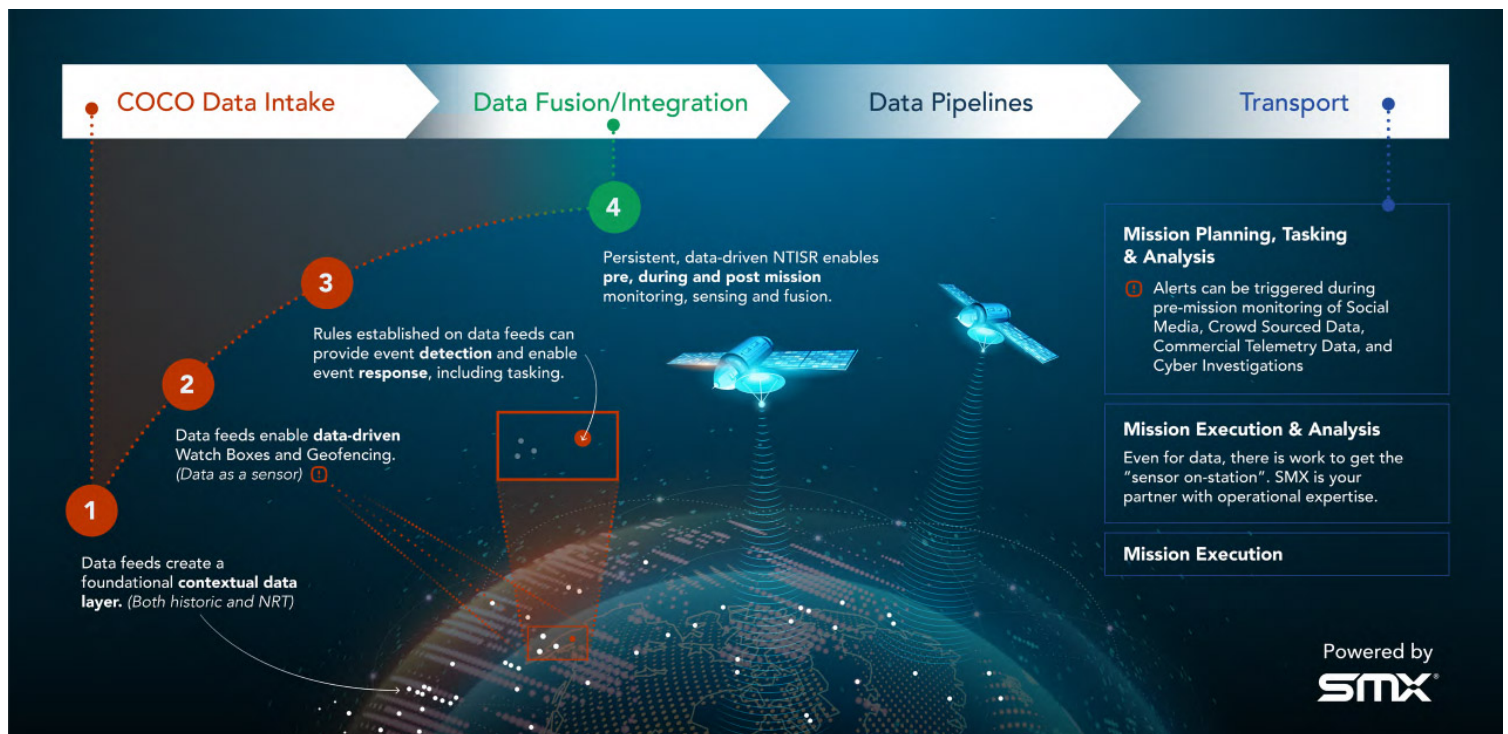 COCO Data Intake
Data Fusion/Integration
Data Pipelines
Transport
4
Persistent, data-driven NTISR enables
pre, during and post mission
monitoring, sensing and fusion.
3
Rules established on data feeds can
provide event detection and enable
event response, including tasking.
2
Data feeds enable data-driven
Watch Boxes and Geofencing.
(Data as a sensor) !
1
Data feeds create a
foundational contextual data
layer. (Both historic and NRT)
Mission Planning, Tasking
& Analysis
! Alerts can be triggered during
pre-mission monitoring of Social
Media, Crowd Sourced Data,
Commercial Telemetry Data, and
Cyber Investigations
Mission Execution & Analysis
Even for data, there is work to get the
“sensor on-station”. SMX is your
partner with operational expertise.
Mission Execution
Powered by
SMX®